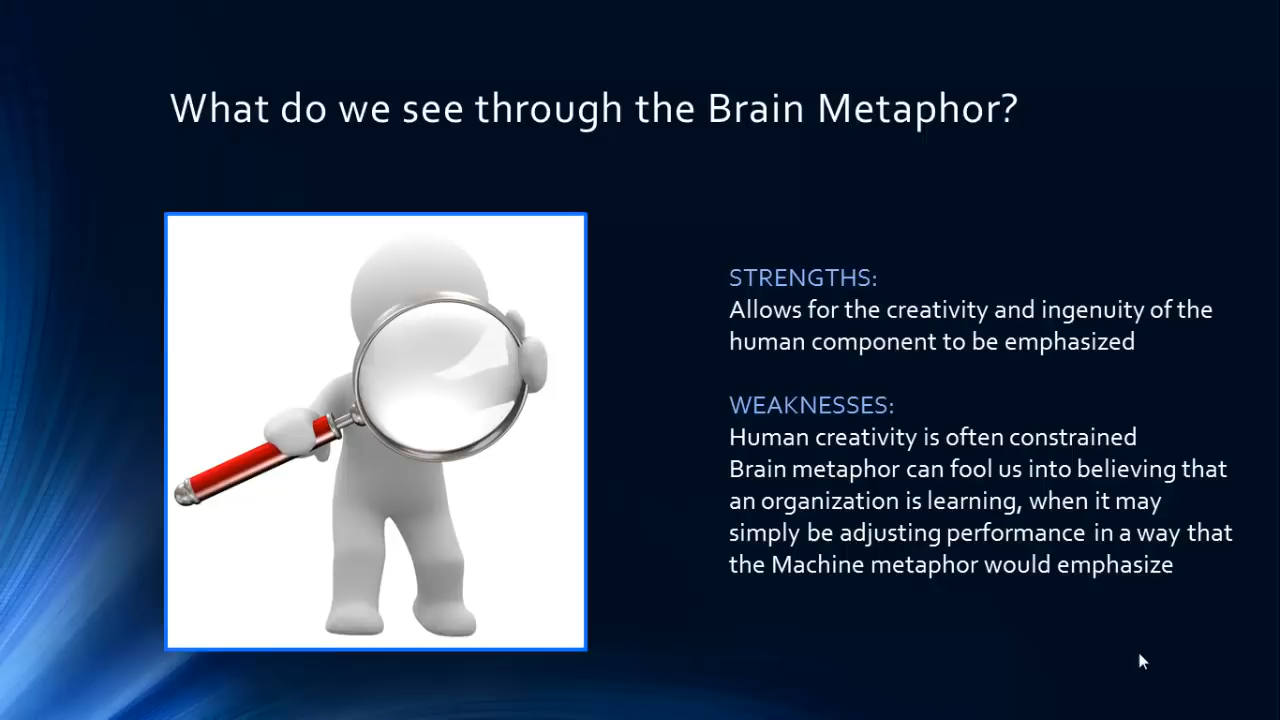 What do we see through the Brain Metaphor?
STRENGTHS:
Allows for the creativity and ingenuity of the
human component to be emphasized
WEAKNESSES:
Human creativity is often constrained
Brain metaphor can fool us into believing that
an organization is learning, when it may
simply be adjusting performance in a way that
the Machine metaphor would emphasize